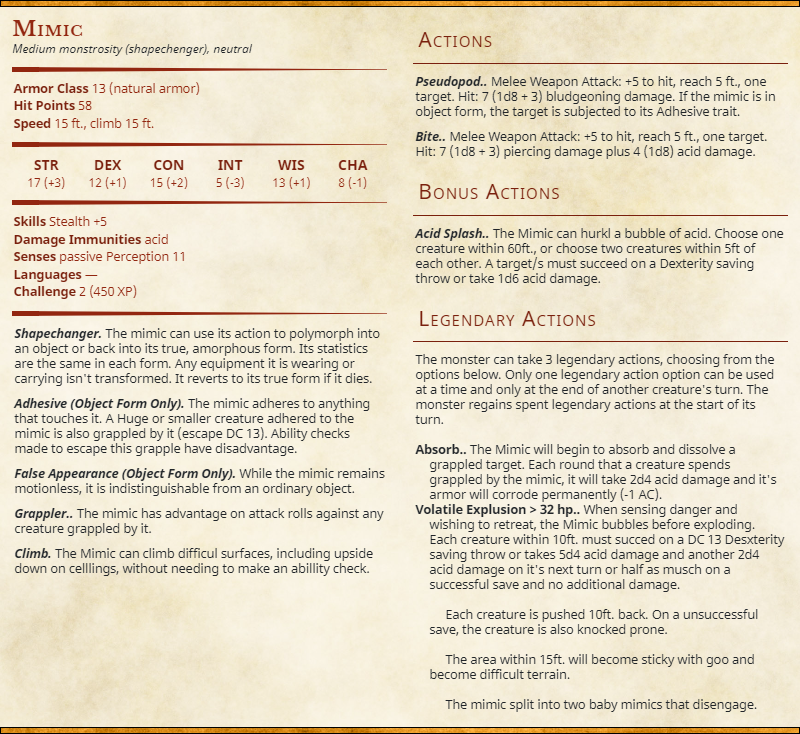 Mimic
Medium monstrosity (shapechenger), neutral
Armor Class 13 (natural armor)
Hit Points 58
Speed 15 ft., climb 15 ft.
STR DEX CON INT WIS CHA
17 (+3) 12 (+1) 15 (+2) 5 (-3) 13 (+1) 8 (-1)
Skills Stealth +5
Damage Immunities acid
Senses passive Perception 11
Languages —
Challenge 2 (450 XP)
Shapechanger. The mimic can use its action to polymorph into
an object or back into its true, amorphous form. Its statistics
are the same in each form. Any equipment it is wearing or
carrying isn't transformed. It reverts to its true form if it dies.
Adhesive (Object Form Only). The mimic adheres to anything
that touches it. A Huge or smaller creature adhered to the
mimic is also grappled by it (escape DC 13). Ability checks
made to escape this grapple have disadvantage.
False Appearance (Object Form Only). While the mimic remains
motionless, it is indistinguishable from an ordinary object.
Grappler.. The mimic has advantage on attack rolls against any
creature grappled by it.
Climb. The Mimic can climb difficul surfaces, including upside
down on celllings, without needing to make an abillity check.
Actions
Pseudopod.. Melee Weapon Attack: +5 to hit, reach 5 ft., one
target. Hit: 7 (1d8 + 3) bludgeoning damage. If the mimic is in
object form, the target is subjected to its Adhesive trait.
Bite.. Melee Weapon Attack: +5 to hit, reach 5 ft., one target.
Hit: 7 (1d8 + 3) piercing damage plus 4 (1d8) acid damage.
Bonus Actions
Acid Splash.. The Mimic can hurkl a bubble of acid. Choose one
creature within 60ft., or choose two creatures within 5ft of
each other. A target/s must succeed on a Dexterity saving
throw or take 1d6 acid damage.
Legendary Actions
The monster can take 3 legendary actions, choosing from the
options below. Only one legendary action option can be used
at a time and only at the end of another creature's turn. The
monster regains spent legendary actions at the start of its
turn.
Absorb.. The Mimic will begin to absorb and dissolve a
grappled target. Each round that a creature spends
grappled by the mimic, it will take 2d4 acid damage and it's
armor will corrode permanently (-1 AC).
Volatile Explusion > 32 hp.. When sensing danger and
wishing to retreat, the Mimic bubbles before exploding.
Each creature within 10ft. must succed on a DC 13 Desxterity
saving throw or takes 5d4 acid damage and another 2d4
acid damage on it's next turn or half as musch on a
successful save and no additional damage.
Each creature is pushed 10ft. back. On a unsuccessful
save, the creature is also knocked prone.
The area within 15ft. will become sticky with goo and
become difficult terrain.
The mimic split into two baby mimics that disengage.